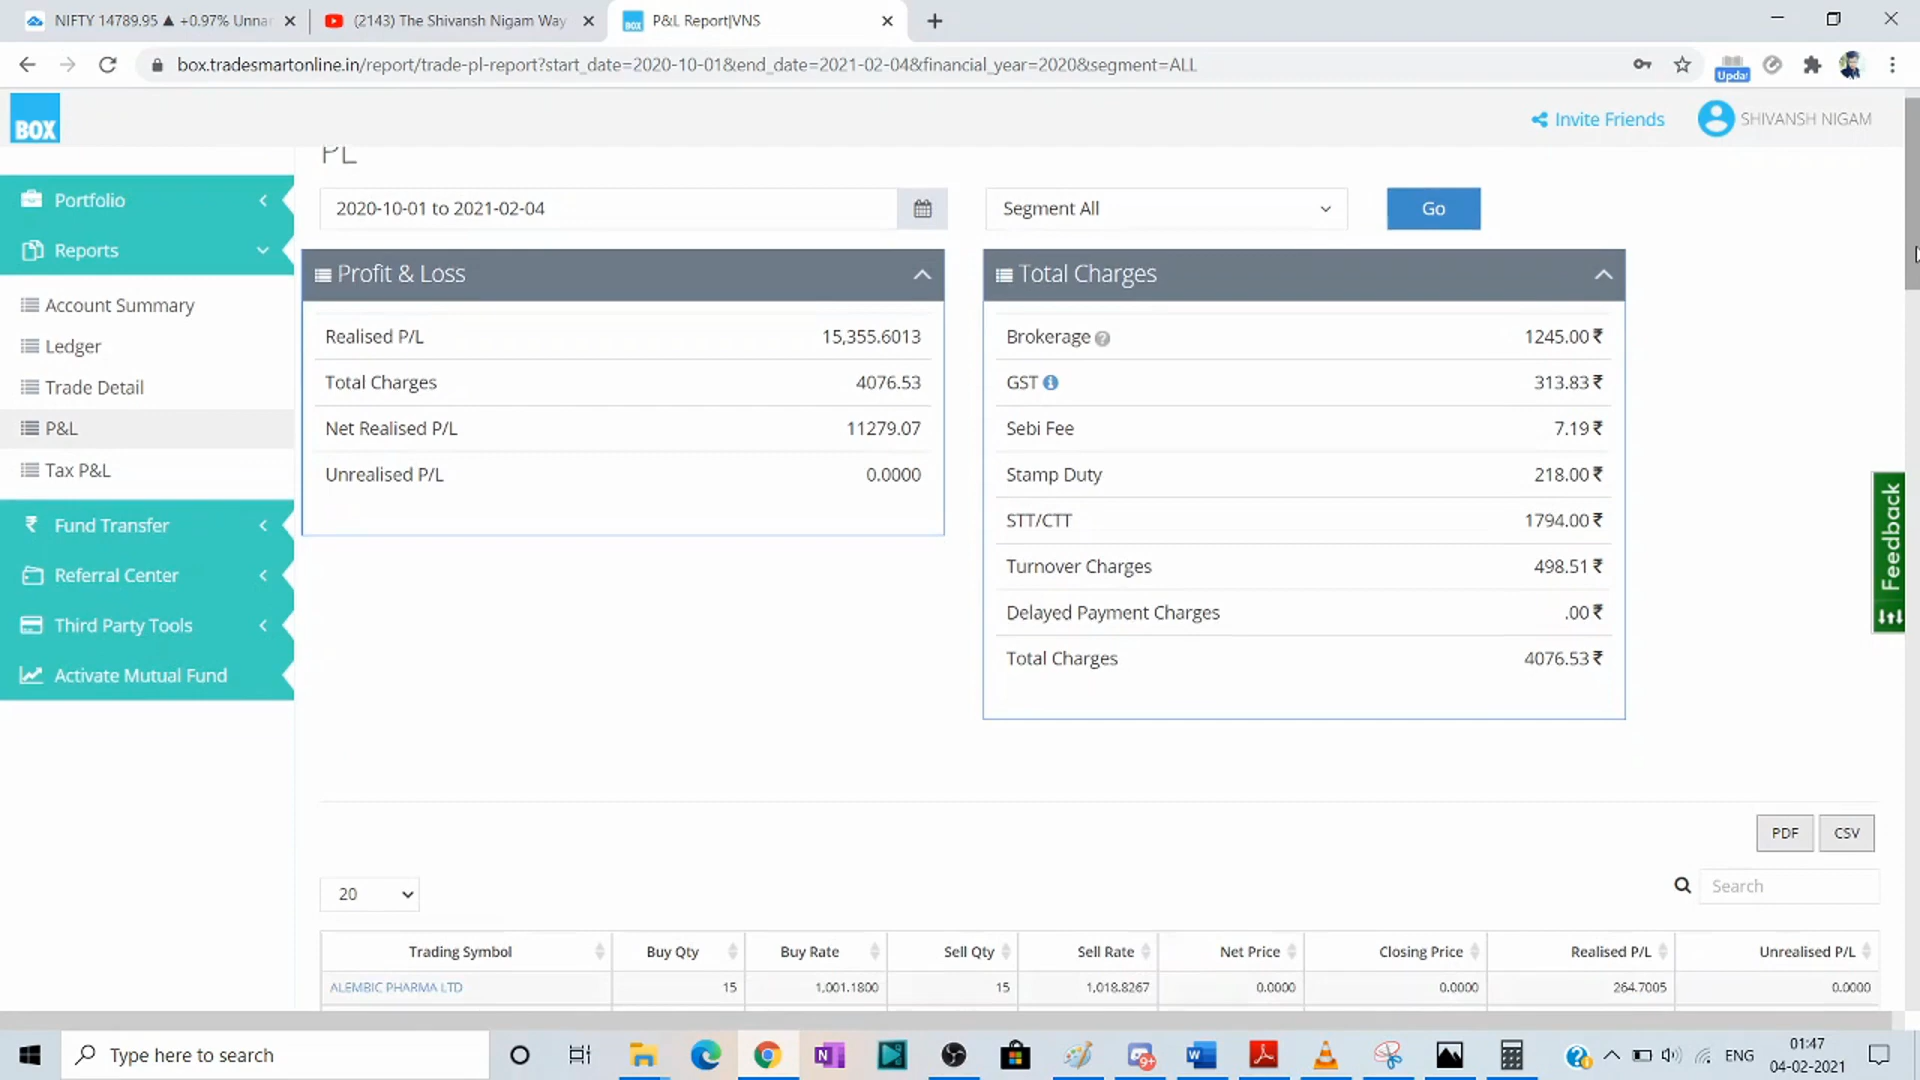 NIFTY 14789.95 ▲ +0.97% Unnar
(2143) The Shivansh Nigam Way
P&L Report|VNS
box.tradesmartonline.in/report/trade-pl-report?start_date=2020-10-01&end_date=2021-02-04&financial_year=2020&segment=ALL
Updat
BOX
Invite Friends
SHIVANSH NIGAM
Portfolio
Reports
Account Summary
Ledger
Trade Detail
P&L
Tax P&L
Fund Transfer
Referral Center
Third Party Tools
Activate Mutual Fund
PL
2020-10-01 to 2021-02-04
Segment All
Go
Profit & Loss
Realised P/L 15,355.6013
Total Charges 4076.53
Net Realised P/L 11279.07
Unrealised P/L 0.0000
Total Charges
Brokerage 1245.00 ₹
GST 313.83 ₹
Sebi Fee 7.19 ₹
Stamp Duty 218.00 ₹
STT/CTT 1794.00 ₹
Turnover Charges 498.51 ₹
Delayed Payment Charges .00 ₹
Total Charges 4076.53 ₹
Feedback
PDF CSV
20
Search
Trading Symbol Buy Qty Buy Rate Sell Qty Sell Rate Net Price Closing Price Realised P/L Unrealised P/L
ALEMBIC PHARMA LTD 15 1,001.1800 15 1,018.8267 0.0000 0.0000 264.7005 0.0000
Type here to search
9+
ENG
01:47
04-02-2021